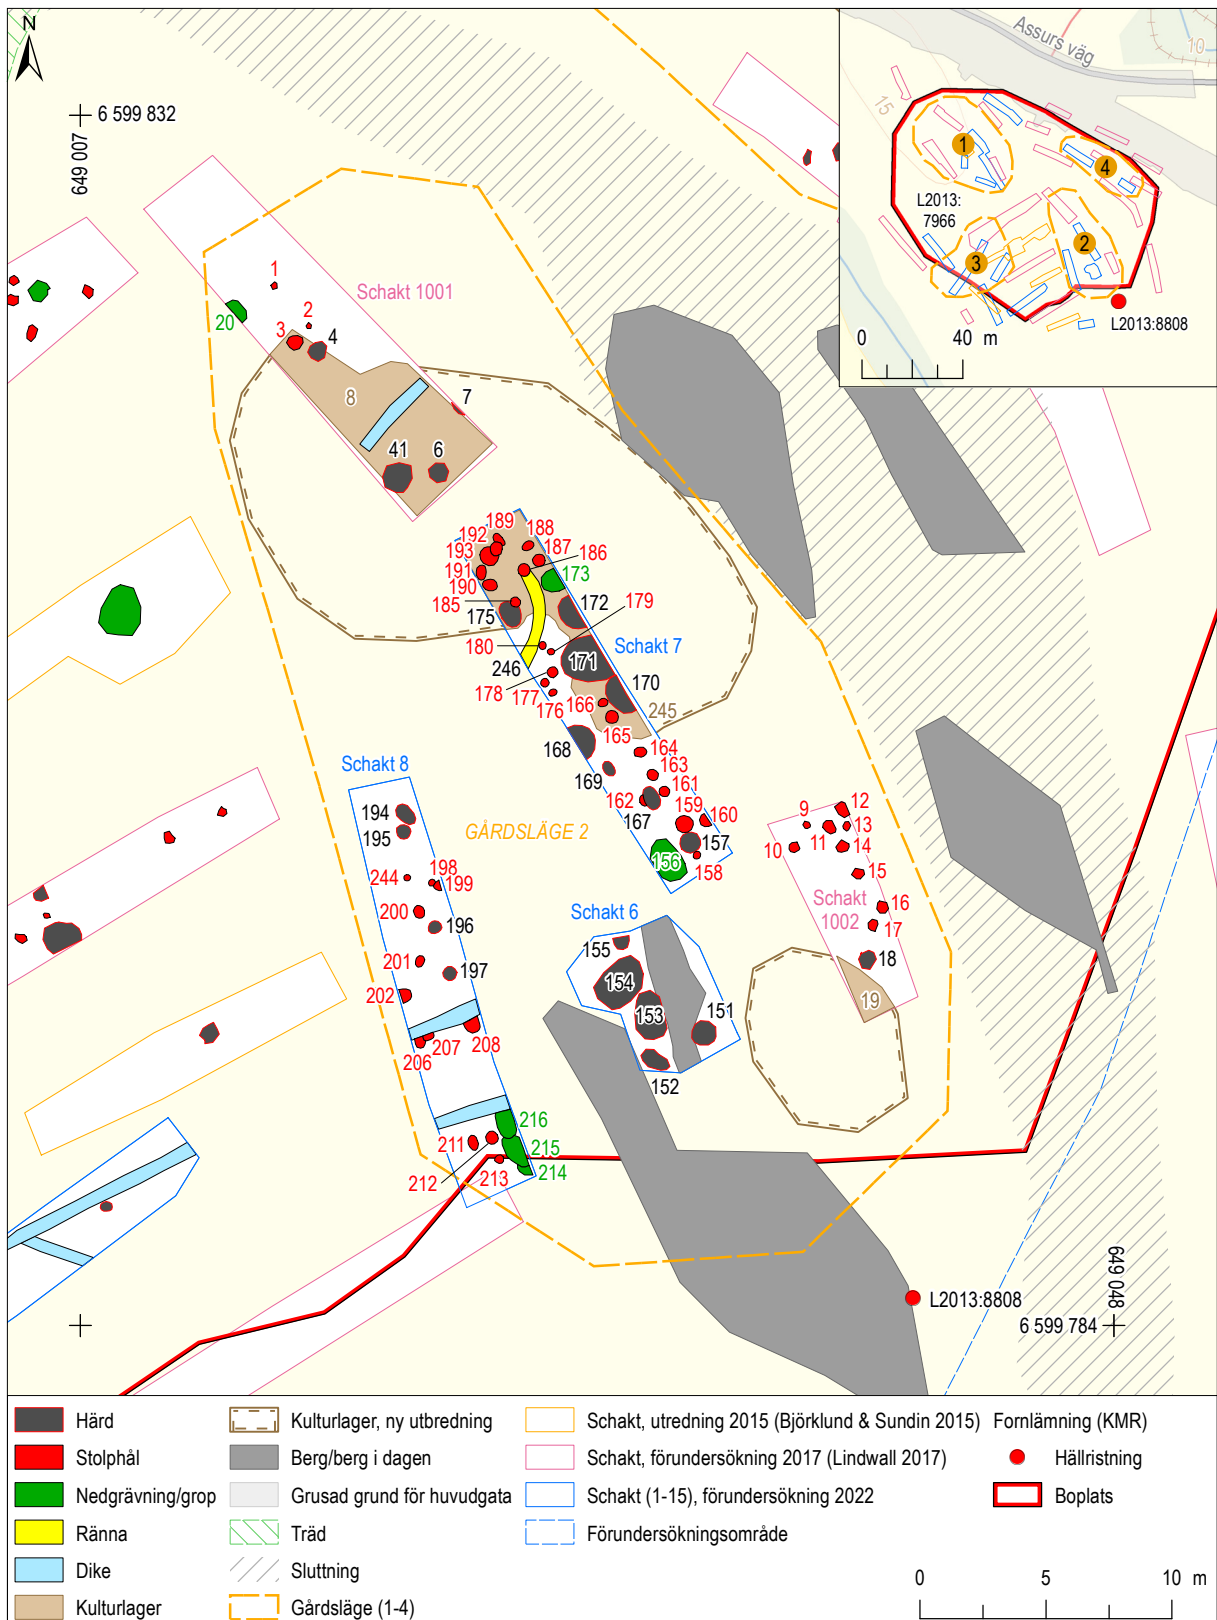 N
6 599 832
649 007
Assurs väg
10
15
1
4
L2013:
7966
2
3
L2013:8808
0 40 m
1
Schakt 1001
2
20
3
4
8
7
41
6
189
188
192
187
193
186
191
173
190
179
185
172
175
180
171
Schakt 7
246
170
178
177
166
245
176
165
168
164
Schakt 8
163
169
161
162
12
194
159
160
9
167
13
195
GÅRDSLÄGE 2
157
11
10
14
156
158
198
15
244
199
Schakt
1002
200
Schakt 6
16
196
17
155
201
18
197
154
202
19
153
151
207
208
206
152
216
211
215
212
213
214
649 048
L2013:8808
6 599 784
Härd
Stolphål
Nedgrävning/grop
Ränna
Dike
Kulturlager
Kulturlager, ny utbredning
Berg/berg i dagen
Grusad grund för huvudgata
Träd
Sluttning
Gårdsläge (1-4)
Schakt, utredning 2015 (Björklund & Sundin 2015)
Schakt, förundersökning 2017 (Lindwall 2017)
Schakt (1-15), förundersökning 2022
Förundersökningsområde
Fornlämning (KMR)
Hällristning
Boplats
0 5 10 m